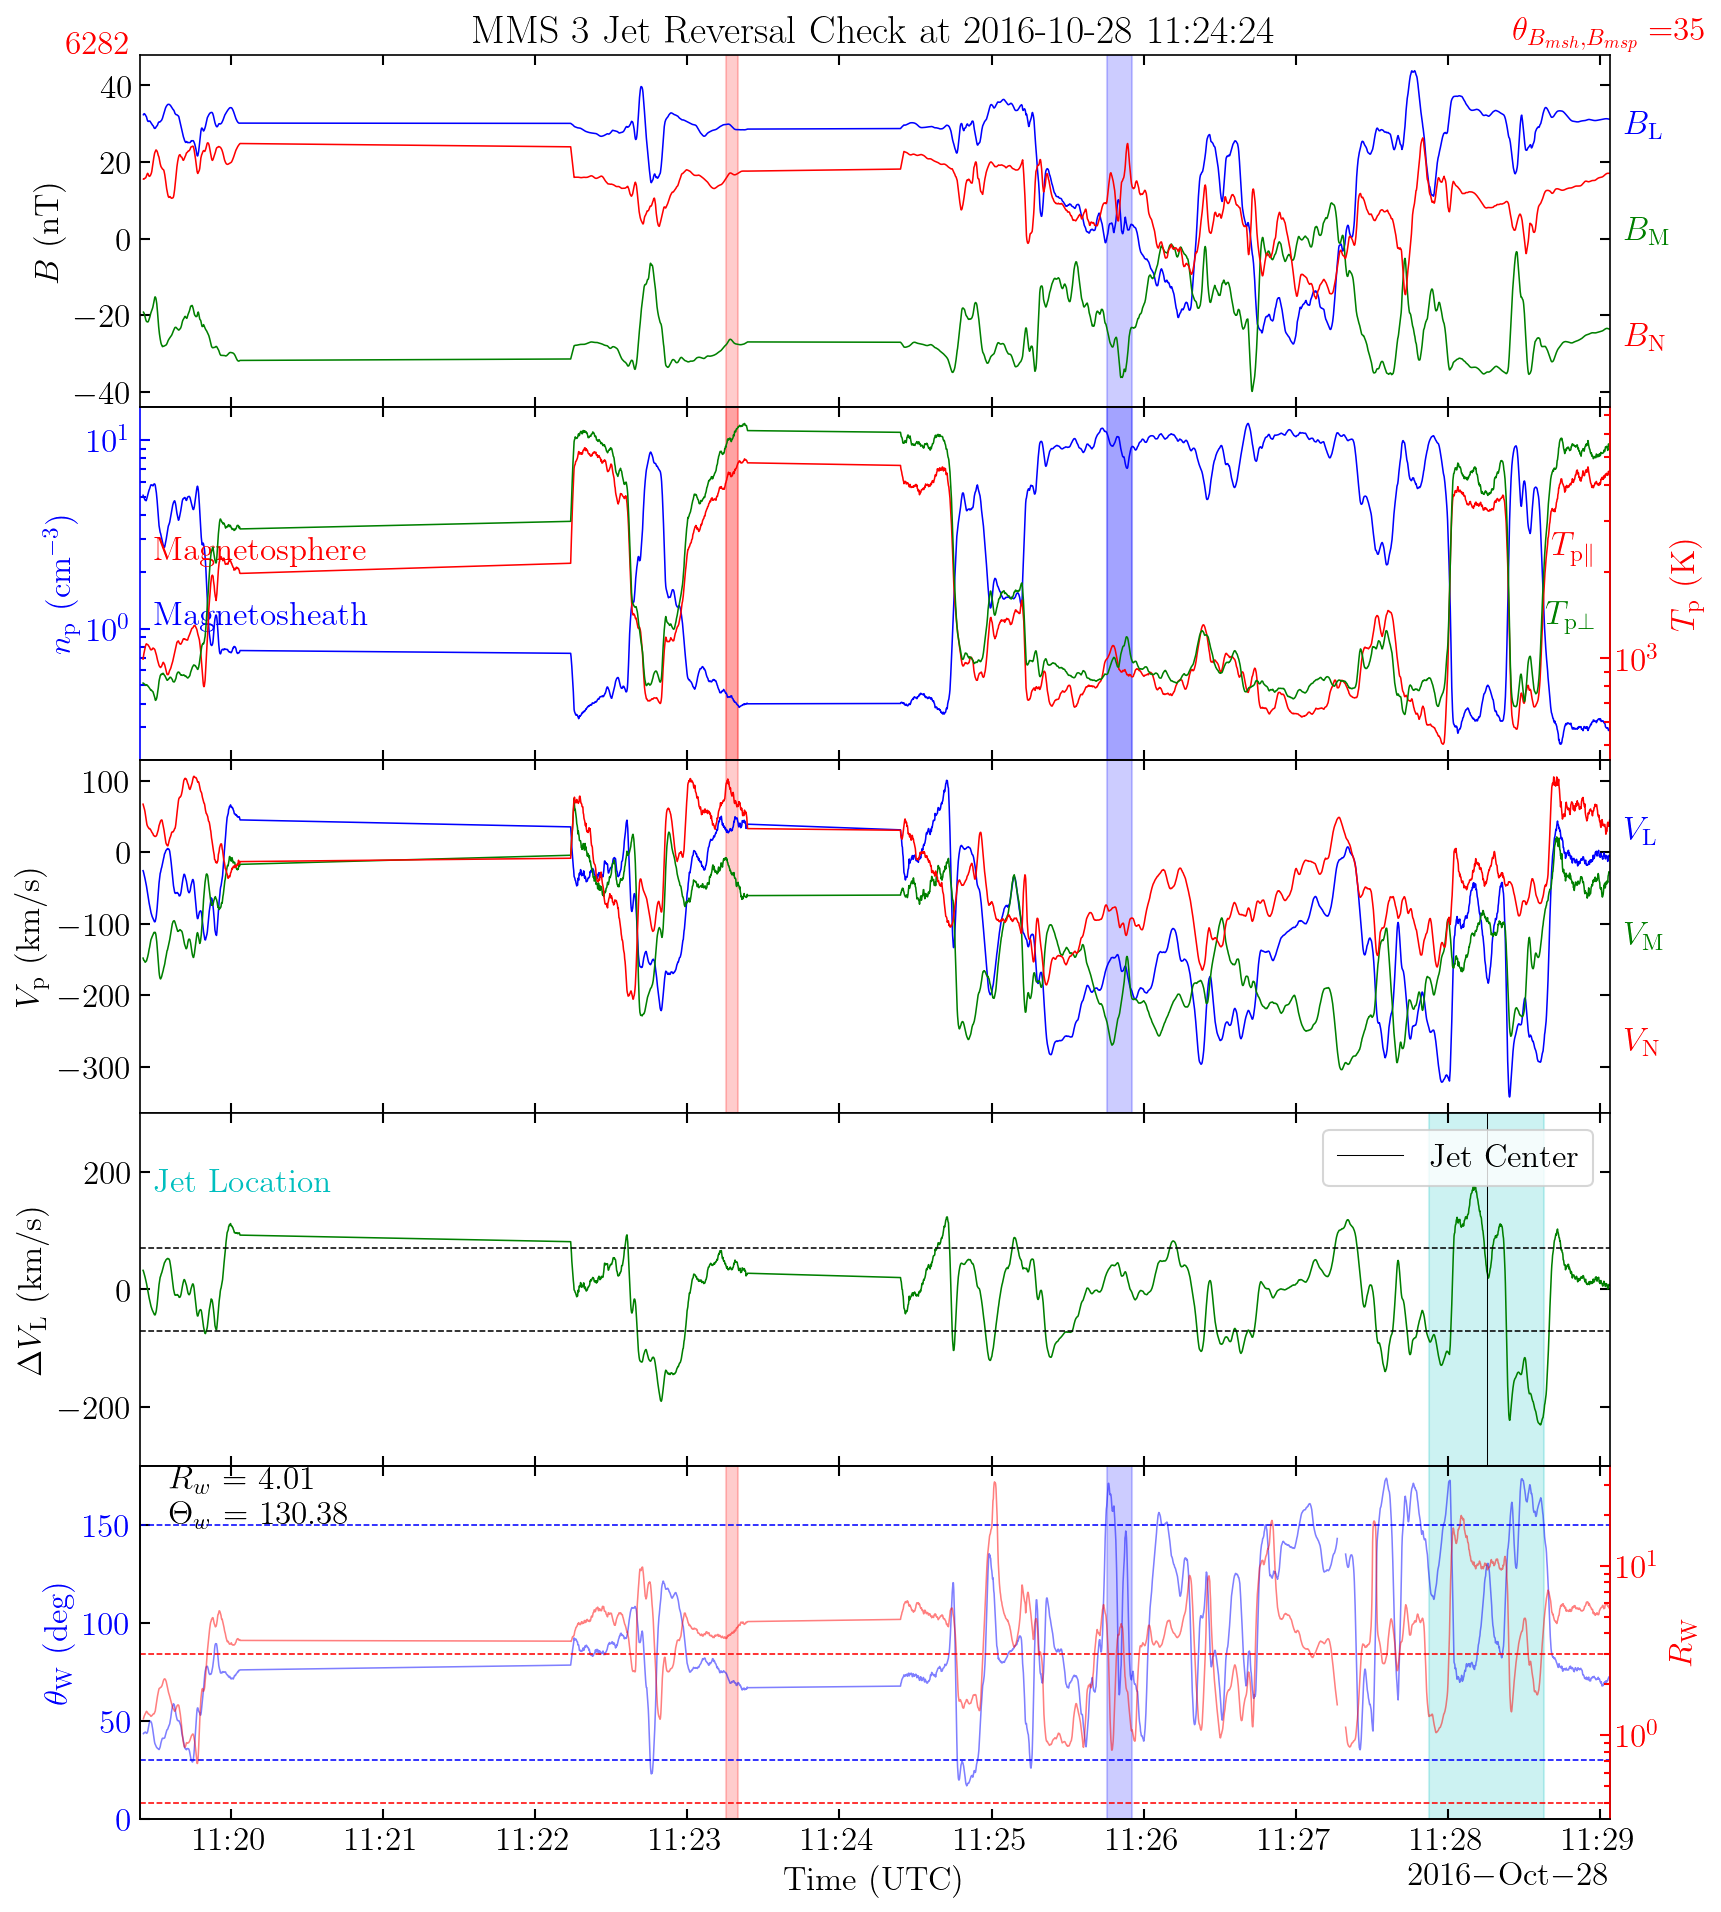 6282
MMS 3 Jet Reversal Check at 2016-10-28 11:24:24
θ_{B_{msh},B_{msp}} =35
B (nT)
40
20
0
−20
−40
B_L
B_M
B_N
n_p (cm^{−3})
10^1
10^0
Magnetosphere
Magnetosheath
T_{p∥}
T_{p⊥}
10^3
T_p (K)
V_p (km/s)
100
0
−100
−200
−300
V_L
V_M
V_N
ΔV_L (km/s)
200
0
−200
Jet Location
Jet Center
R_w = 4.01
Θ_w = 130.38
θ_W (deg)
150
100
50
0
10^1
10^0
R_W
11:20 11:21 11:22 11:23 11:24 11:25 11:26 11:27 11:28 11:29
Time (UTC)
2016−Oct−28